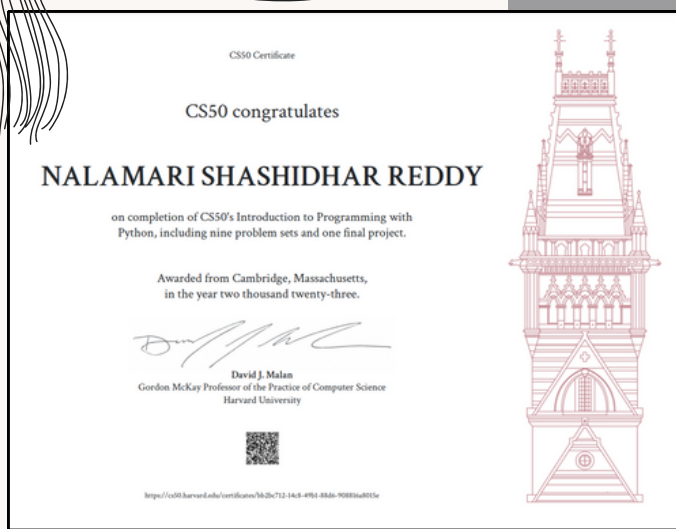 CS50 Certificate
CS50 congratulates
NALAMARI SHASHIDHAR REDDY
on completion of CS50's Introduction to Programming with
Python, including nine problem sets and one final project.
Awarded from Cambridge, Massachusetts,
in the year two thousand twenty-three.
David J. Malan
Gordon McKay Professor of the Practice of Computer Science
Harvard University